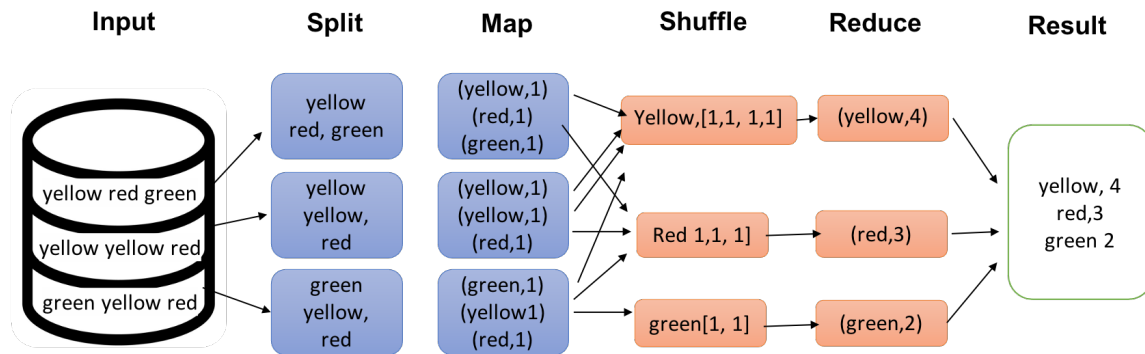 Input
Split
Map
Shuffle
Reduce
Result
yellow red green
yellow yellow red
green yellow red
yellow
red, green
yellow
yellow,
red
green
yellow,
red
(yellow,1)
(red,1)
(green,1)
(yellow,1)
(yellow,1)
(red,1)
(green,1)
(yellow1)
(red,1)
Yellow,[1,1, 1,1]
Red 1,1, 1]
green[1, 1]
(yellow,4)
(red,3)
(green,2)
yellow, 4
red,3
green 2